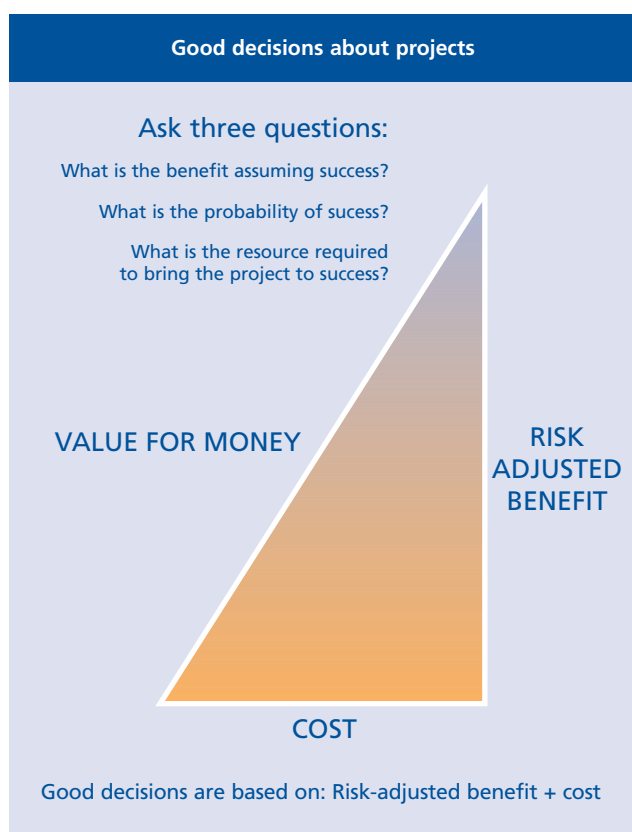 Good decisions about projects
Ask three questions:
What is the benefit assuming success?
What is the probability of sucess?
What is the resource required
to bring the project to success?
VALUE FOR MONEY
RISK
ADJUSTED
BENEFIT
COST
Good decisions are based on: Risk-adjusted benefit + cost